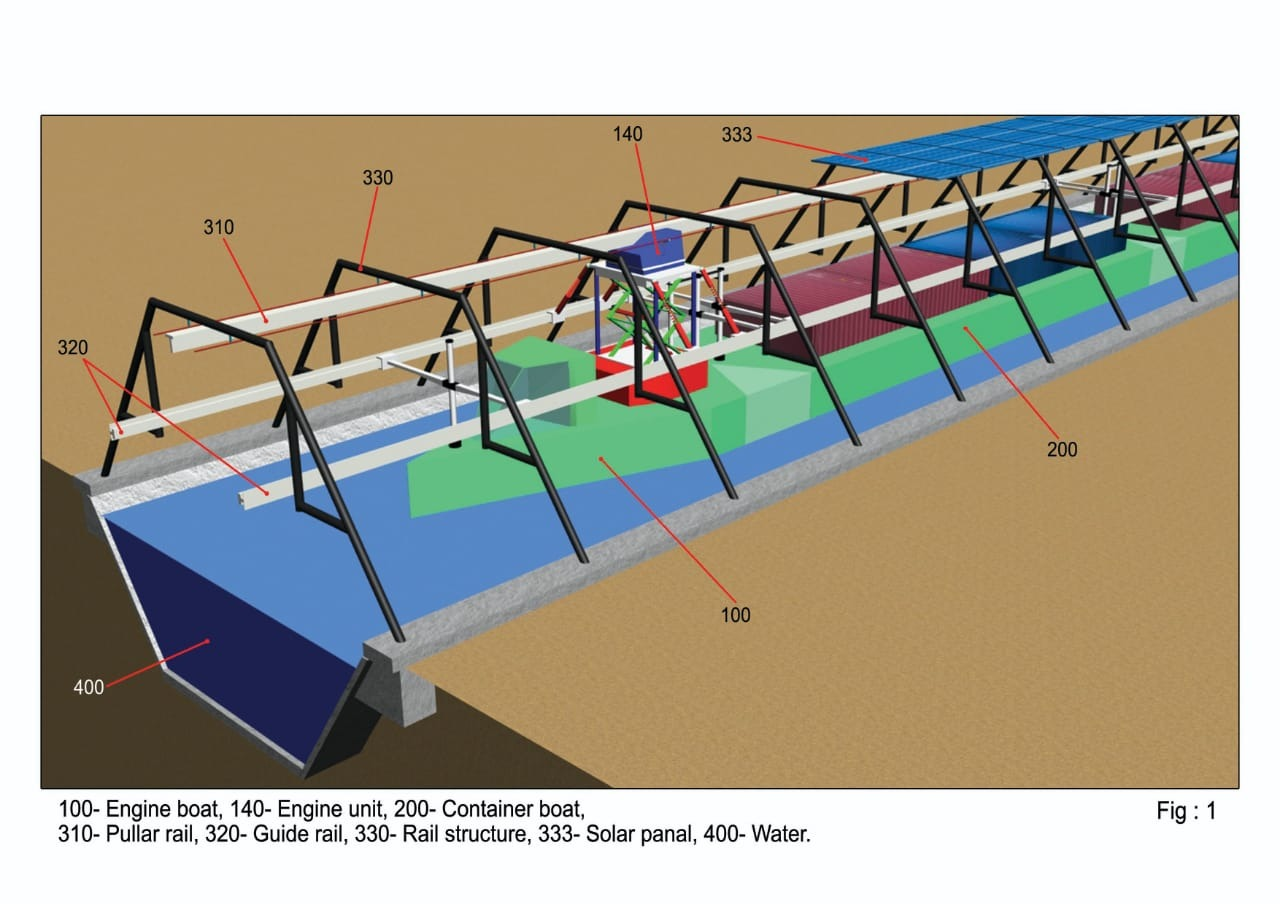 140
333
330
310
320
200
100
400
100- Engine boat, 140- Engine unit, 200- Container boat,
310- Pullar rail, 320- Guide rail, 330- Rail structure, 333- Solar panal, 400- Water.
Fig : 1